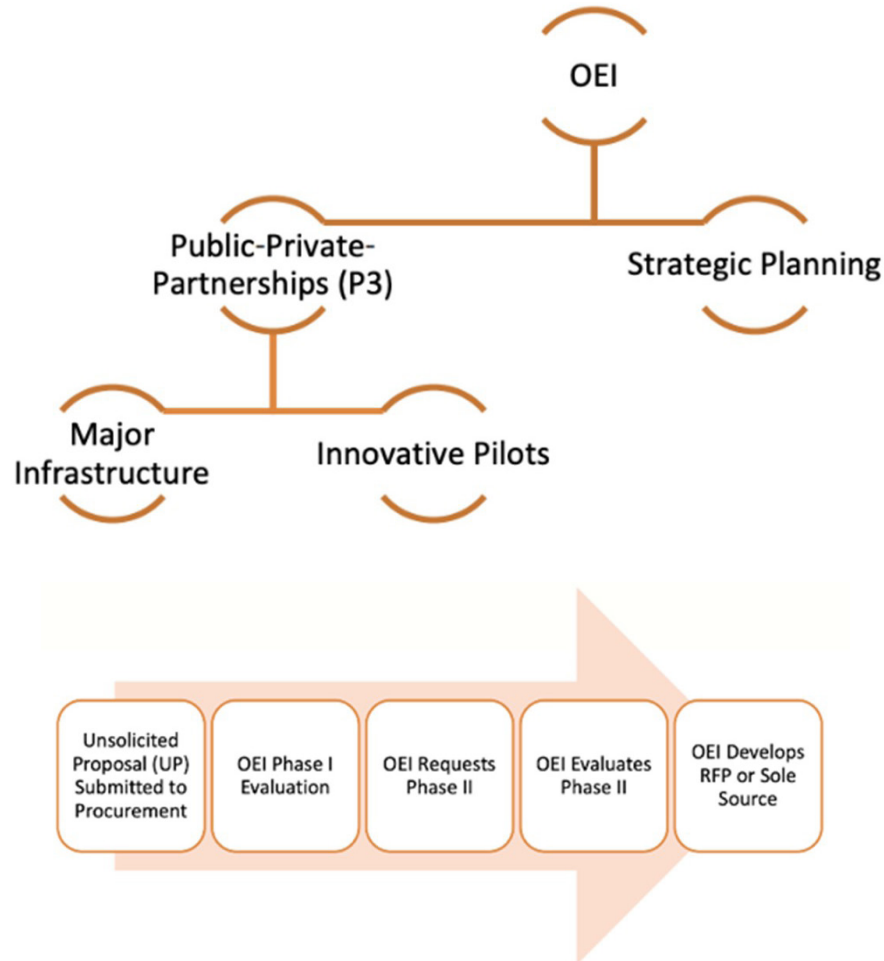 OEI
Public-Private-
Partnerships (P3)
Strategic Planning
Major
Infrastructure
Innovative Pilots
Unsolicited
Proposal (UP)
Submitted to
Procurement
OEI Phase I
Evaluation
OEI Requests
Phase II
OEI Evaluates
Phase II
OEI Develops
RFP or Sole
Source